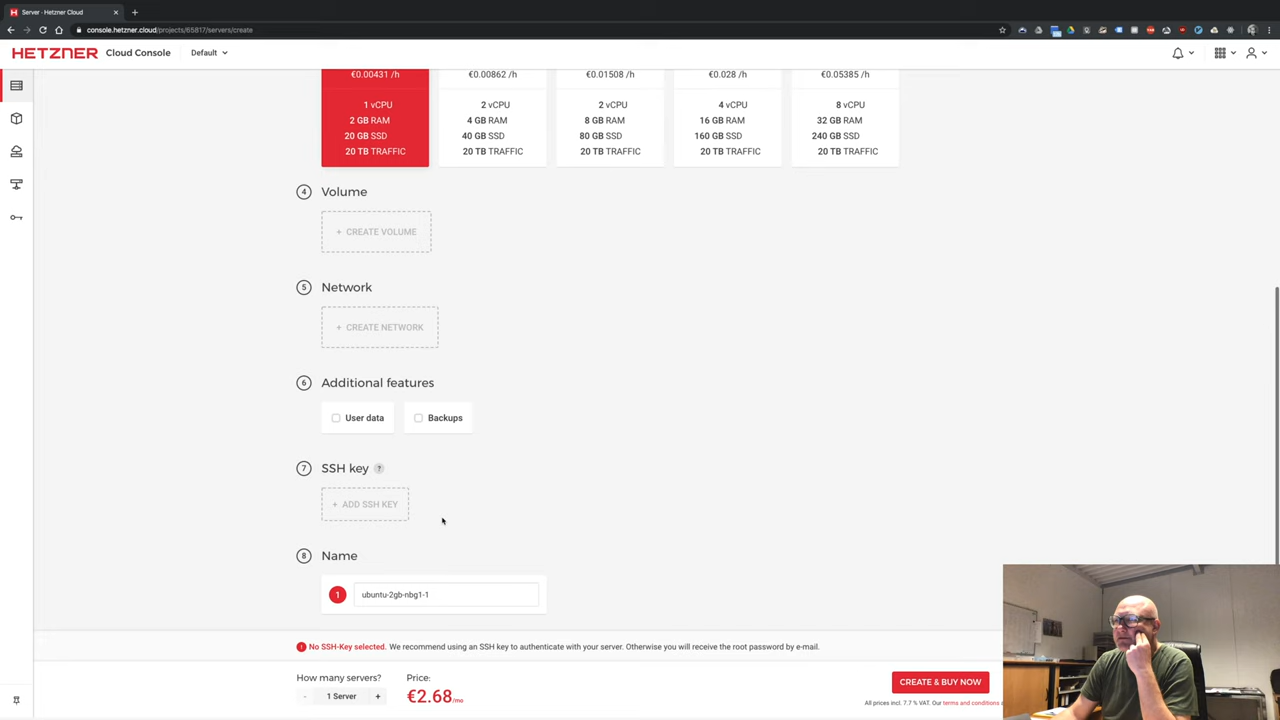 Server - Hetzner Cloud
console.hetzner.cloud/projects/65817/servers/create
HETZNER Cloud Console Default
€0.00431 /h €0.00862 /h €0.01508 /h €0.028 /h €0.05385 /h
1 vCPU 2 vCPU 2 vCPU 4 vCPU 8 vCPU
2 GB RAM 4 GB RAM 8 GB RAM 16 GB RAM 32 GB RAM
20 GB SSD 40 GB SSD 80 GB SSD 160 GB SSD 240 GB SSD
20 TB TRAFFIC 20 TB TRAFFIC 20 TB TRAFFIC 20 TB TRAFFIC 20 TB TRAFFIC
4 Volume
+ CREATE VOLUME
5 Network
+ CREATE NETWORK
6 Additional features
User data Backups
7 SSH key ?
+ ADD SSH KEY
8 Name
1 ubuntu-2gb-nbg1-1
No SSH-Key selected. We recommend using an SSH key to authenticate with your server. Otherwise you will receive the root password by e-mail.
How many servers? Price:
- 1 Server + €2.68/mo
CREATE & BUY NOW
All prices incl. 7.7 % VAT. Our terms and conditions